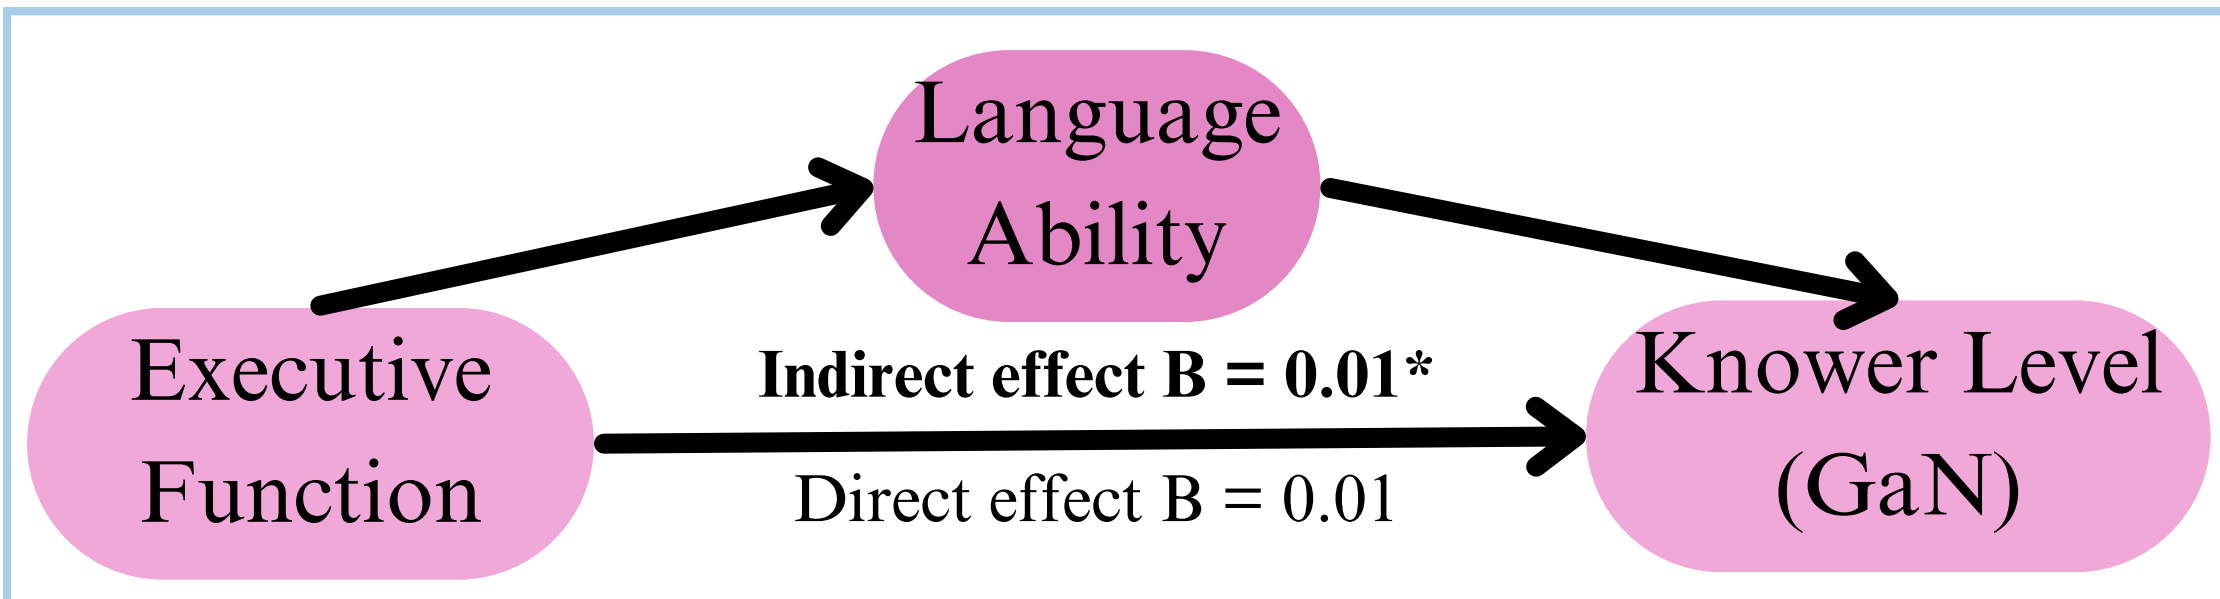 Language
Ability
Executive
Function
Indirect effect B = 0.01*
Direct effect B = 0.01
Knower Level
(GaN)